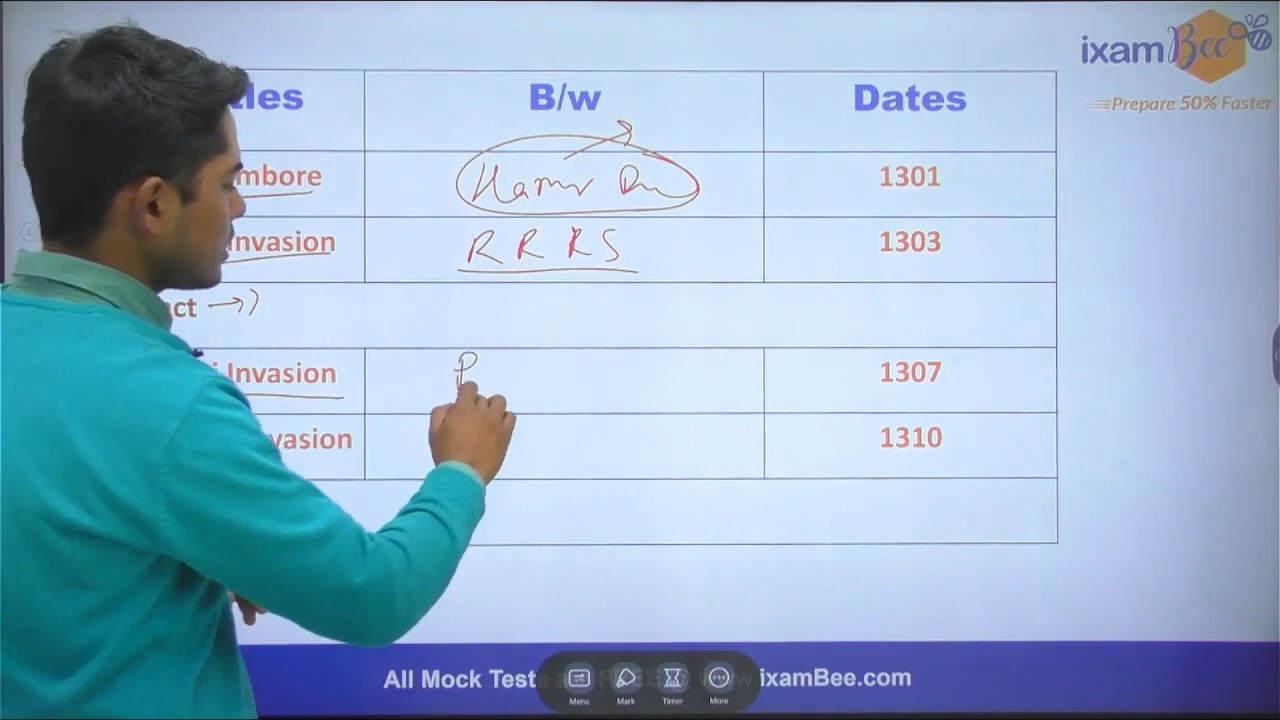 ixamBee
Prepare 50% Faster
tles B/w Dates
mbore Hamir 1301
Invasion R R R S 1303
ct →
i Invasion P 1307
vasion 1310
All Mock Test ixamBee.com
Menu Mark Timer More